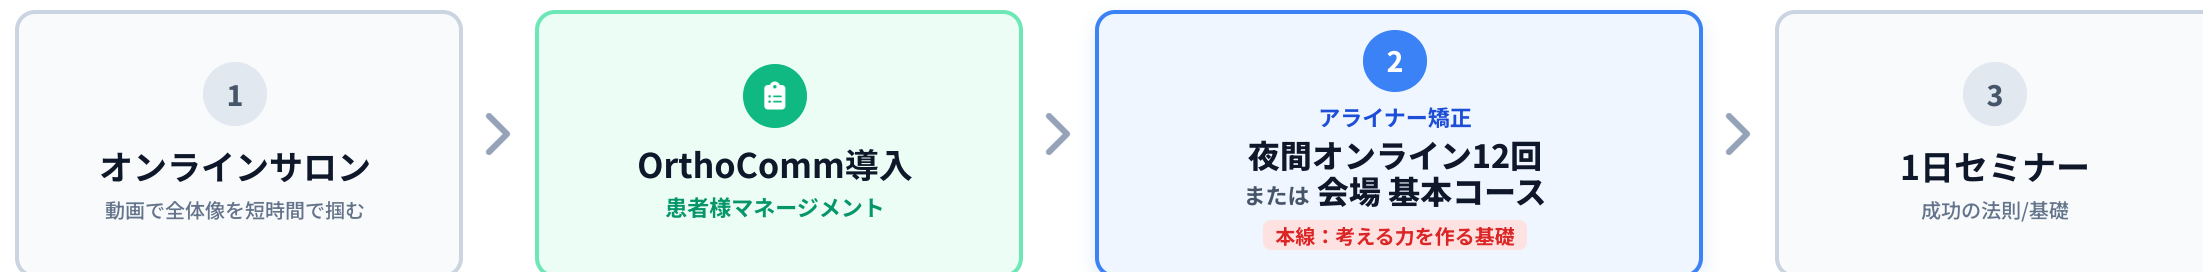 1
オンラインサロン
動画で全体像を短時間で掴む
OrthoComm導入
患者様マネージメント
2
アライナー矯正
夜間オンライン12回
または 会場 基本コース
本線：考える力を作る基礎
3
1日セミナー
成功の法則/基礎